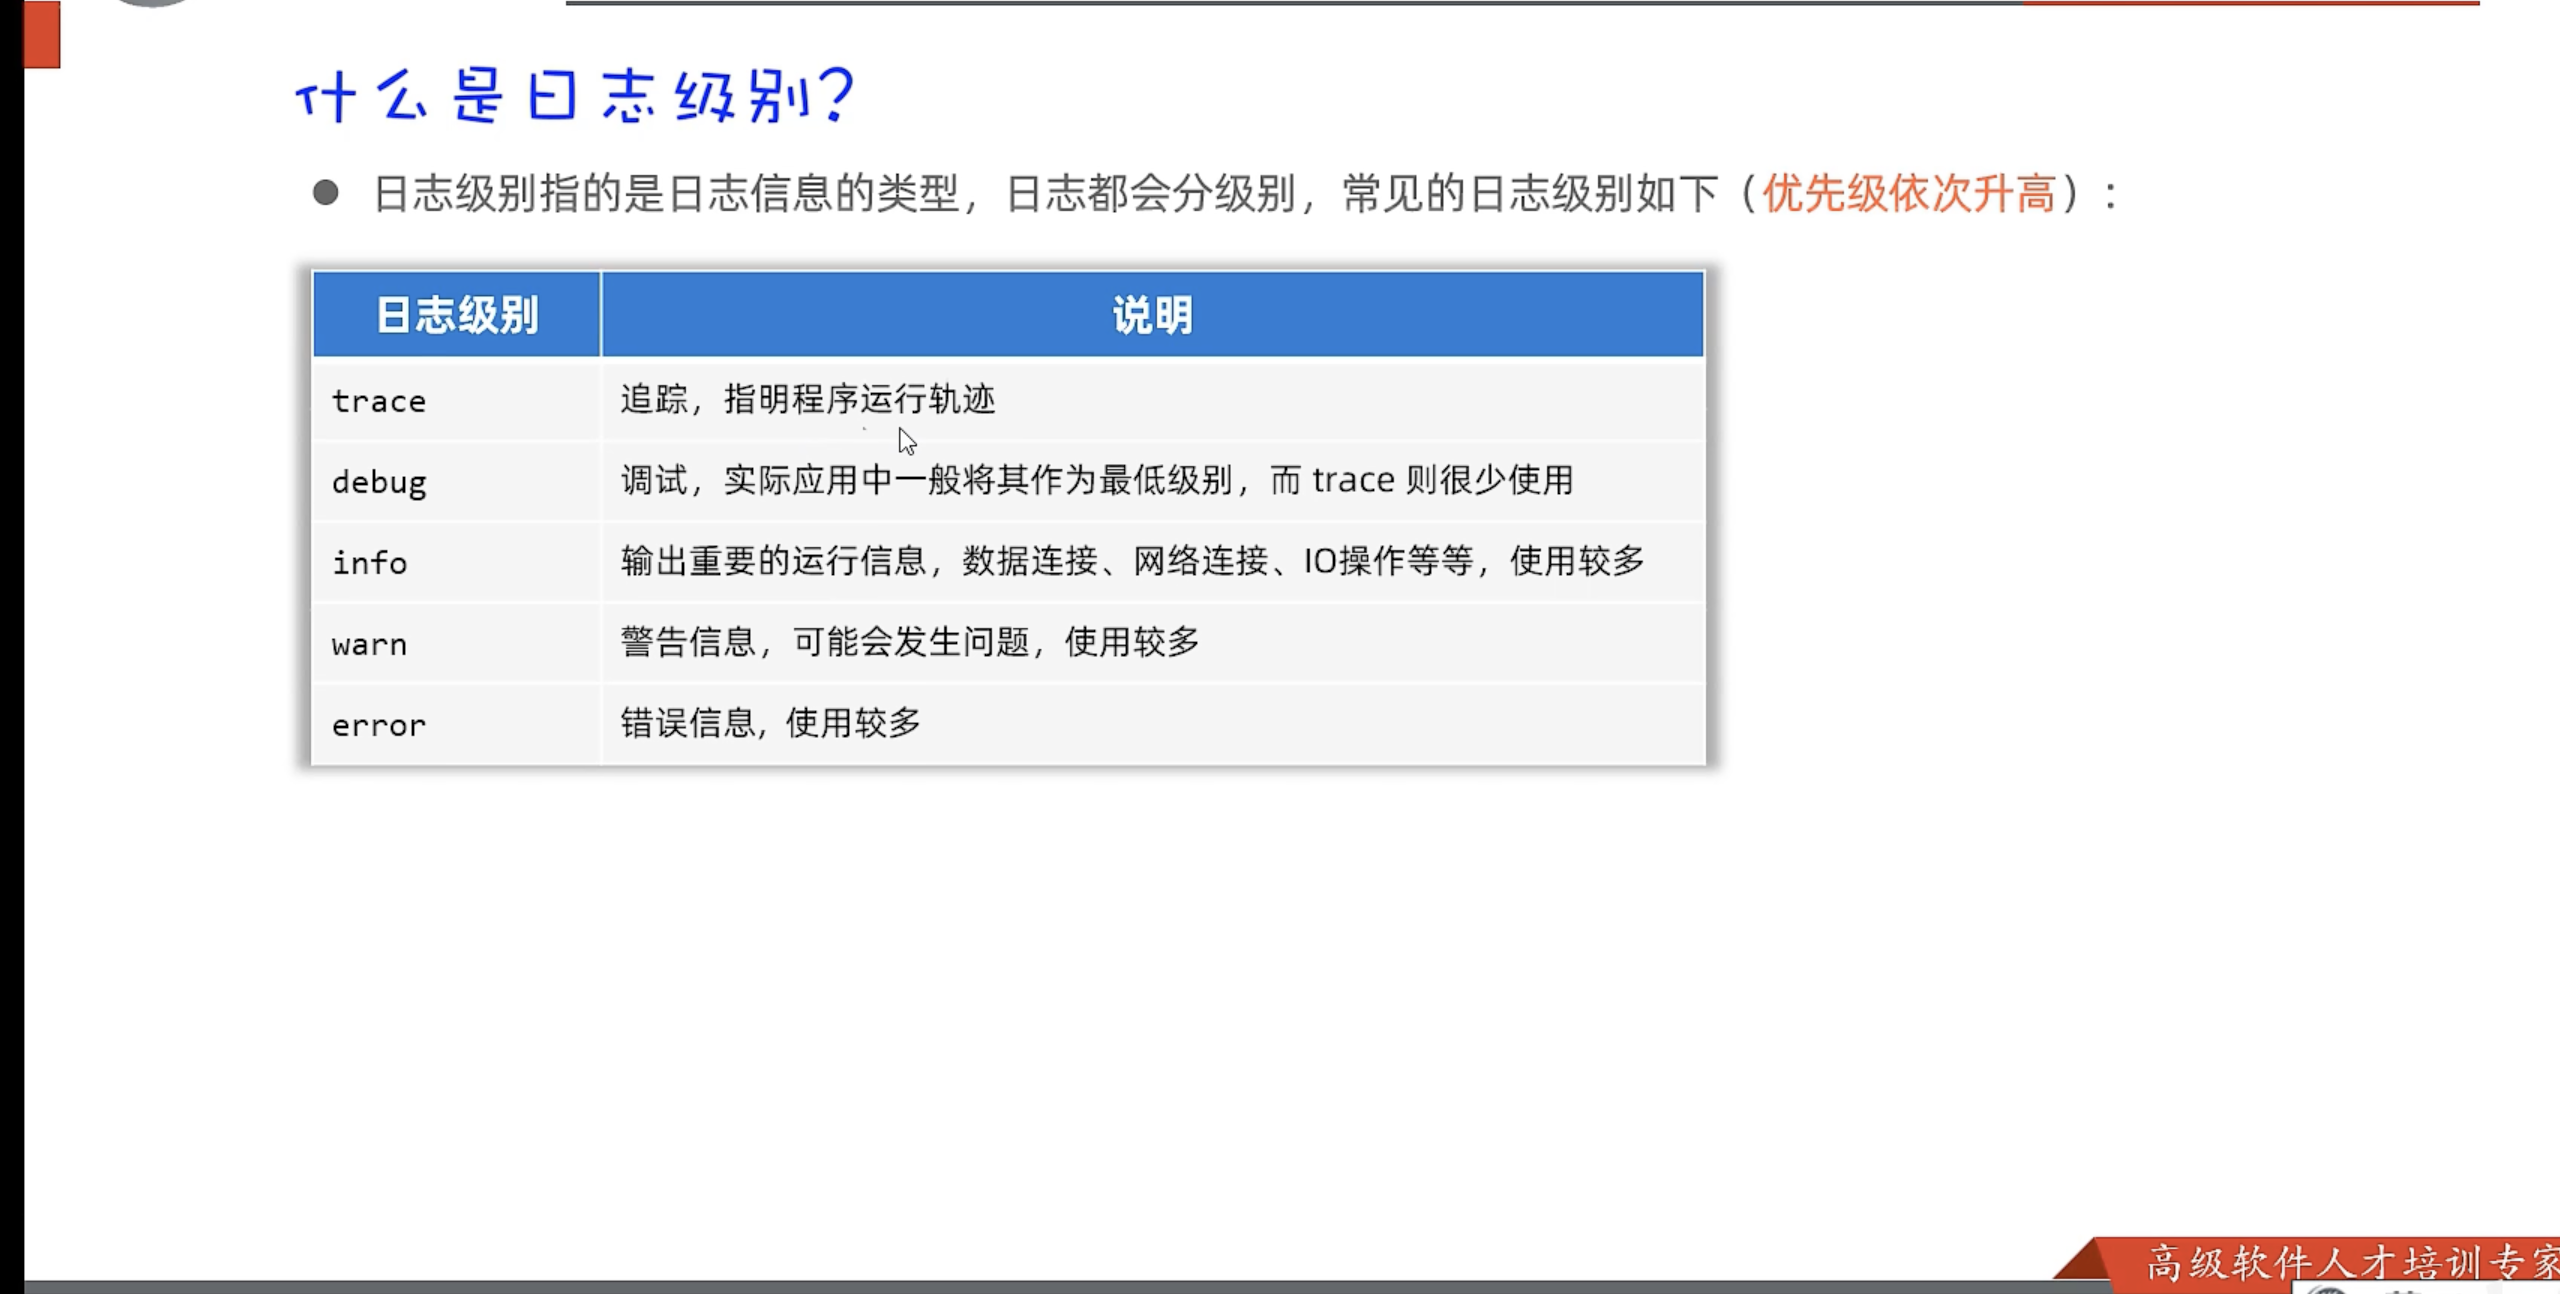 什么是日志级别?
● 日志级别指的是日志信息的类型，日志都会分级别，常见的日志级别如下（优先级依次升高）:
日志级别 说明
trace 追踪，指明程序运行轨迹
debug 调试，实际应用中一般将其作为最低级别，而 trace 则很少使用
info 输出重要的运行信息，数据连接、网络连接、IO操作等等，使用较多
warn 警告信息，可能会发生问题，使用较多
error 错误信息, 使用较多
高级软件人才培训专家